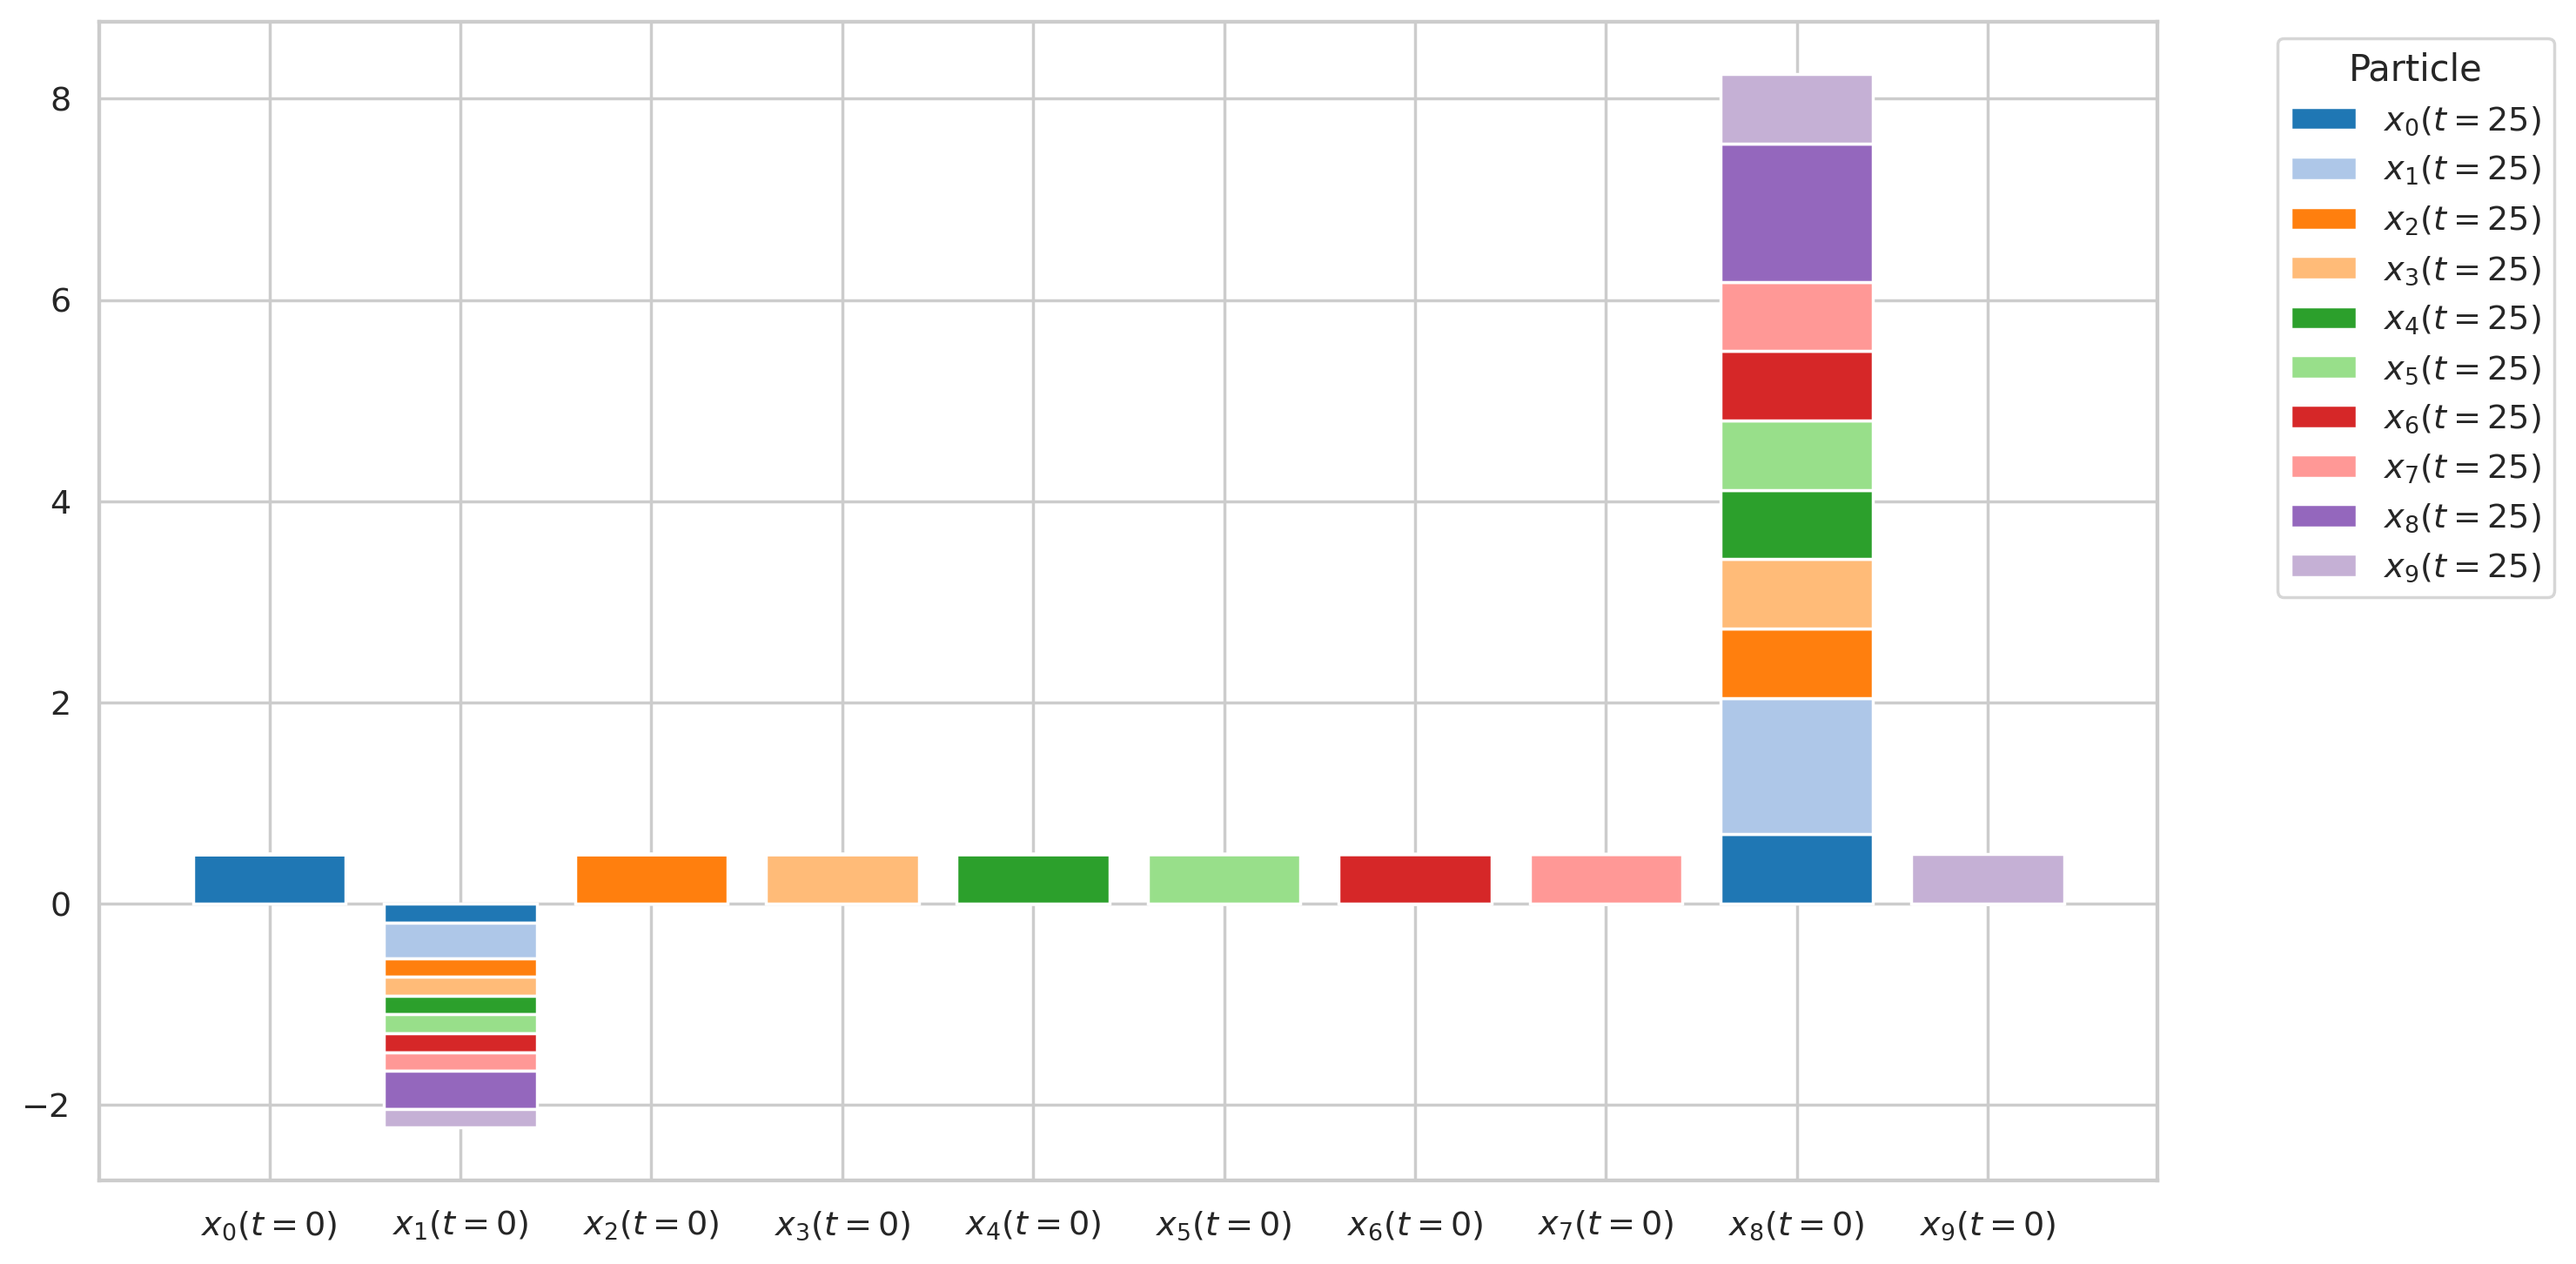 8
6
4
2
0
−2
x₀(t = 0) x₁(t = 0) x₂(t = 0) x₃(t = 0) x₄(t = 0) x₅(t = 0) x₆(t = 0) x₇(t = 0) x₈(t = 0) x₉(t = 0)
Particle
x₀(t = 25)
x₁(t = 25)
x₂(t = 25)
x₃(t = 25)
x₄(t = 25)
x₅(t = 25)
x₆(t = 25)
x₇(t = 25)
x₈(t = 25)
x₉(t = 25)